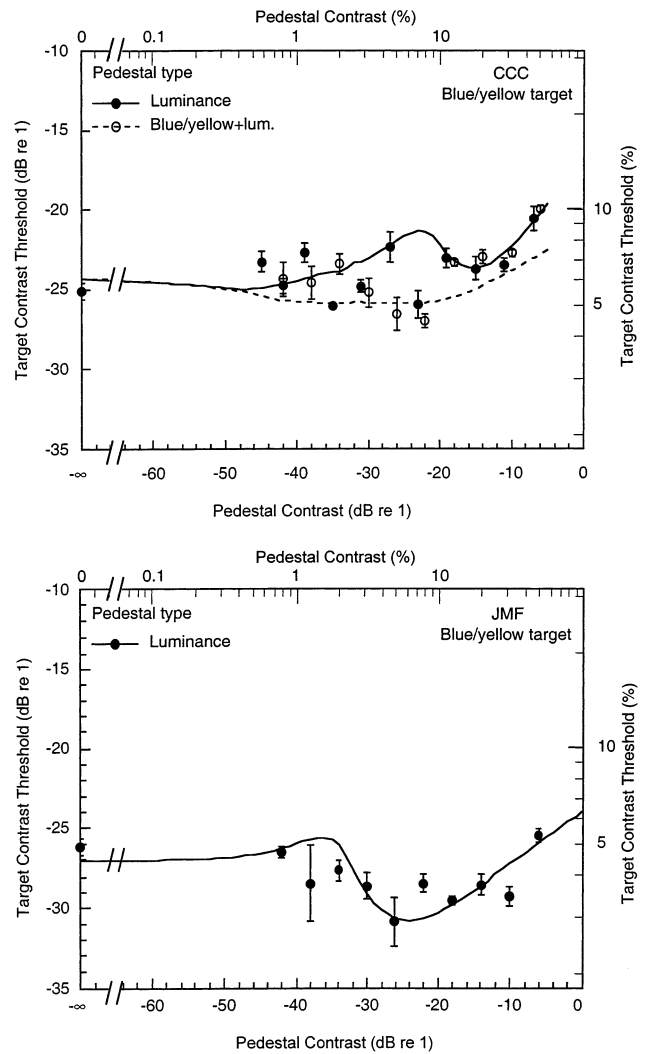 Pedestal Contrast (%)
0 0.1 1 10
-10
Pedestal type CCC
Luminance Blue/yellow target
Blue/yellow+lum.
-15
-20 10
-25 5
-30
-35
Target Contrast Threshold (dB re 1)
Target Contrast Threshold (%)
-∞ -60 -50 -40 -30 -20 -10 0
Pedestal Contrast (dB re 1)
Pedestal Contrast (%)
0 0.1 1 10
-10
Pedestal type JMF
Luminance Blue/yellow target
-15
-20 10
-25 5
-30
-35
Target Contrast Threshold (dB re 1)
Target Contrast Threshold (%)
-∞ -60 -50 -40 -30 -20 -10 0
Pedestal Contrast (dB re 1)